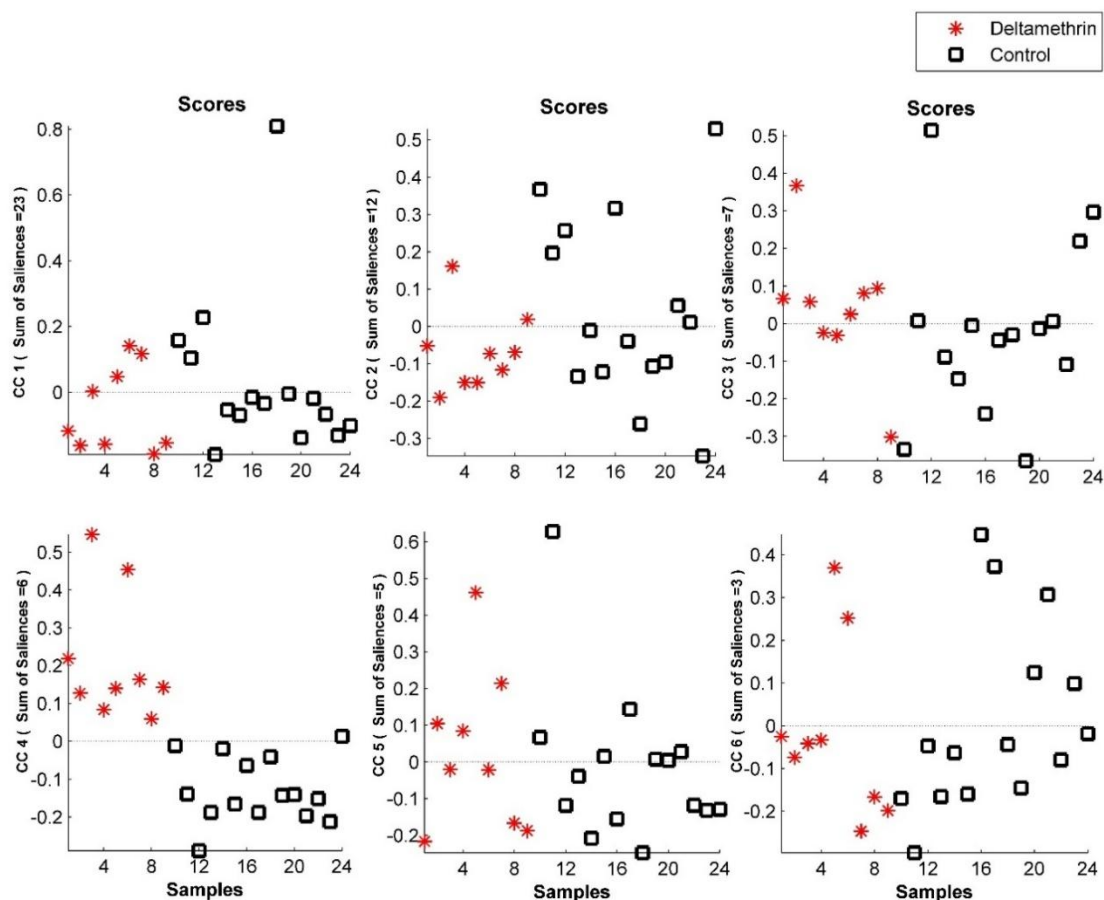 Deltamethrin
Control
Scores
CC 1 ( Sum of Saliences =23 )
0.8
0.6
0.4
0.2
0
4 8 12 16 20 24
Scores
CC 2 ( Sum of Saliences =12 )
0.5
0.4
0.3
0.2
0.1
0
-0.1
-0.2
-0.3
4 8 12 16 20 24
Scores
CC 3 ( Sum of Saliences =7 )
0.5
0.4
0.3
0.2
0.1
0
-0.1
-0.2
-0.3
4 8 12 16 20 24
CC 4 ( Sum of Saliences =6 )
0.5
0.4
0.3
0.2
0.1
0
-0.1
-0.2
4 8 12 16 20 24
Samples
CC 5 ( Sum of Saliences =5 )
0.6
0.5
0.4
0.3
0.2
0.1
0
-0.1
-0.2
4 8 12 16 20 24
Samples
CC 6 ( Sum of Saliences =3 )
0.4
0.3
0.2
0.1
0
-0.1
-0.2
4 8 12 16 20 24
Samples